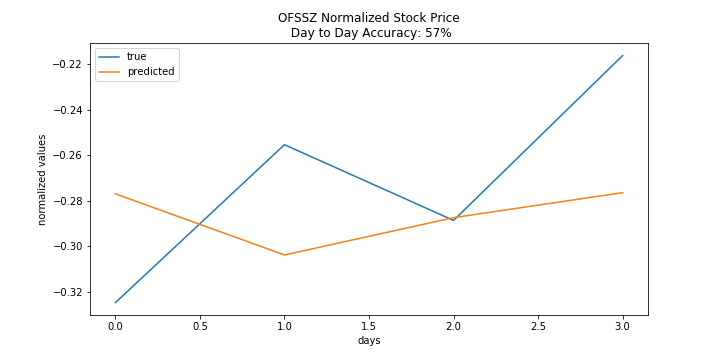 OFSSZ Normalized Stock Price
Day to Day Accuracy: 57%
true
predicted
normalized values
−0.22
−0.24
−0.26
−0.28
−0.30
−0.32
0.0 0.5 1.0 1.5 2.0 2.5 3.0
days